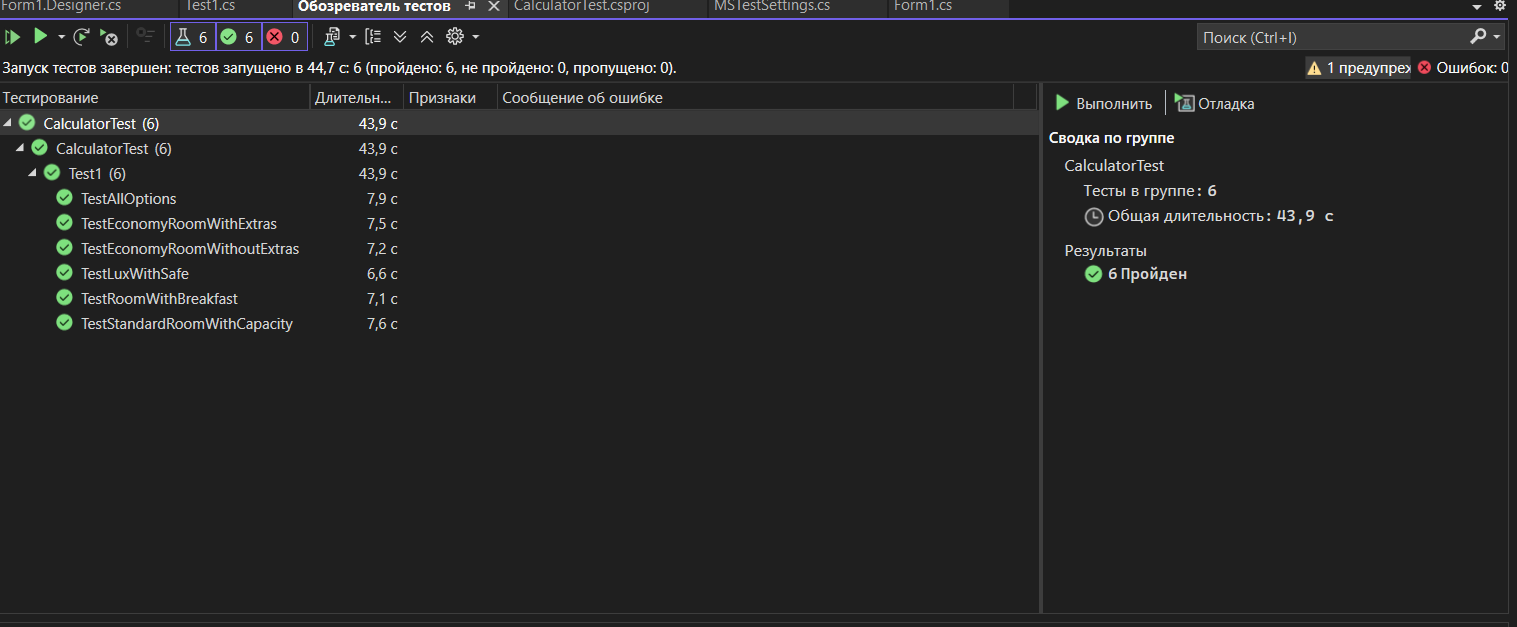 Form1.Designer.cs Test1.cs Обозреватель тестов CalculatorTest.csproj MSTestSettings.cs Form1.cs
6 6 0 Поиск (Ctrl+I)
Запуск тестов завершен: тестов запущено в 44,7 с: 6 (пройдено: 6, не пройдено: 0, пропущено: 0). 1 предупреж Ошибок: 0
Тестирование Длительн... Признаки Сообщение об ошибке
CalculatorTest (6) 43,9 с
CalculatorTest (6) 43,9 с
Test1 (6) 43,9 с
TestAllOptions 7,9 с
TestEconomyRoomWithExtras 7,5 с
TestEconomyRoomWithoutExtras 7,2 с
TestLuxWithSafe 6,6 с
TestRoomWithBreakfast 7,1 с
TestStandardRoomWithCapacity 7,6 с
Выполнить Отладка
Сводка по группе
CalculatorTest
Тесты в группе: 6
Общая длительность: 43,9 с
Результаты
6 Пройден